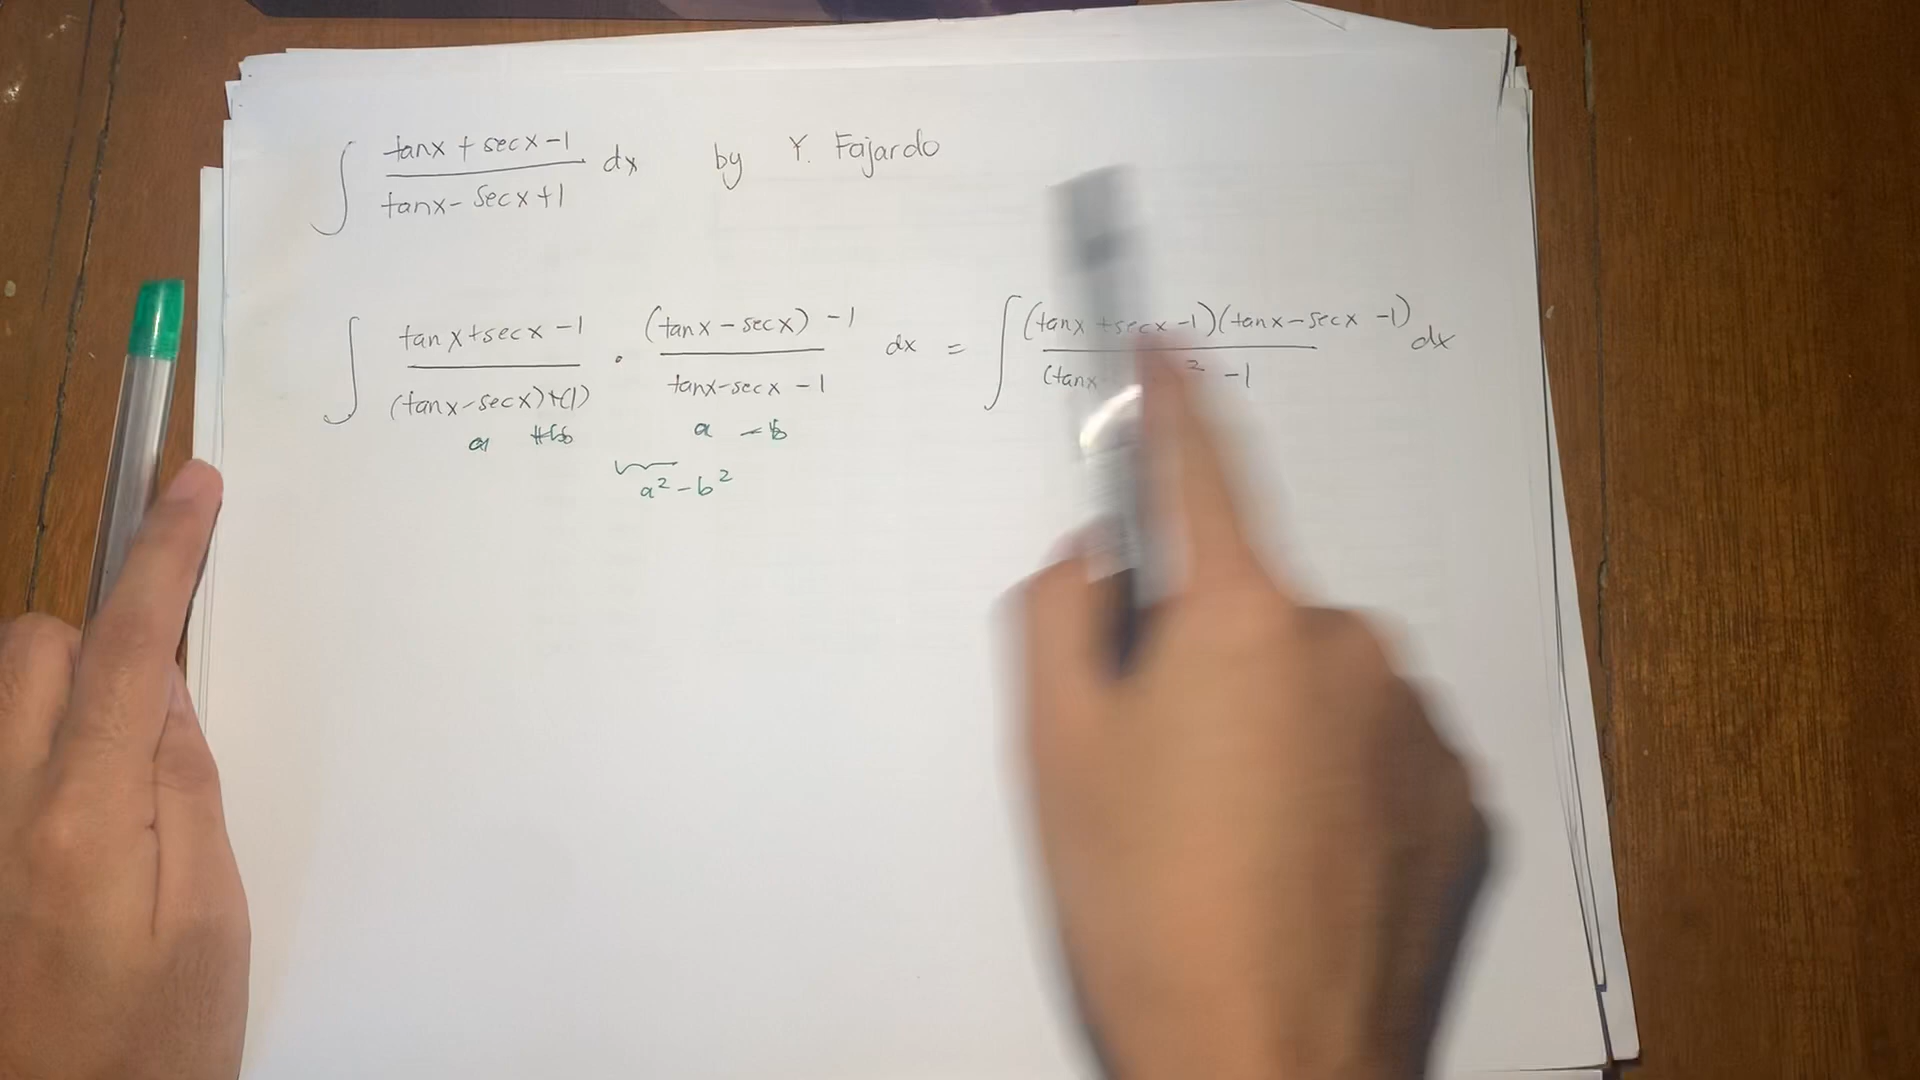 ∫ (tanx + secx - 1)/(tanx - secx + 1) dx by Y. Fajardo
∫ (tanx + secx - 1)/((tanx - secx) + (1)) · ((tanx - secx) - 1)/(tanx - secx - 1) dx = ∫ ((tanx + secx - 1)(tanx - secx - 1))/((tanx ² - 1) dx
a + b a - b
a² - b²